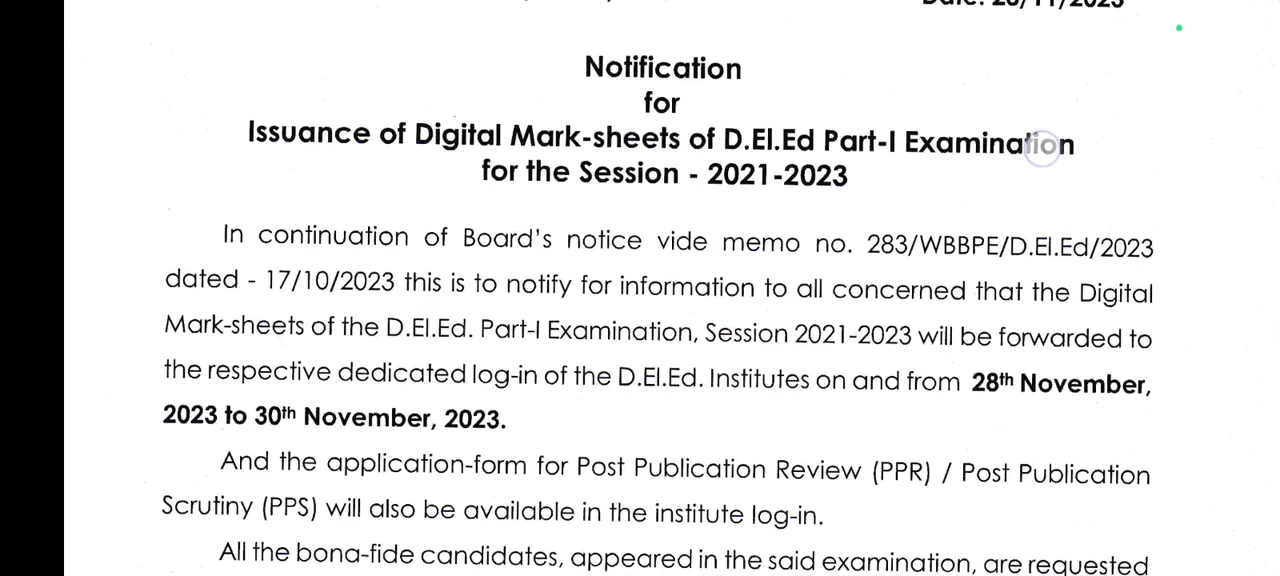 Notification
for
Issuance of Digital Mark-sheets of D.El.Ed Part-I Examination
for the Session - 2021-2023
In continuation of Board's notice vide memo no. 283/WBBPE/D.El.Ed/2023
dated - 17/10/2023 this is to notify for information to all concerned that the Digital
Mark-sheets of the D.El.Ed. Part-I Examination, Session 2021-2023 will be forwarded to
the respective dedicated log-in of the D.El.Ed. Institutes on and from 28th November,
2023 to 30th November, 2023.
And the application-form for Post Publication Review (PPR) / Post Publication
Scrutiny (PPS) will also be available in the institute log-in.
All the bona-fide candidates, appeared in the said examination, are requested